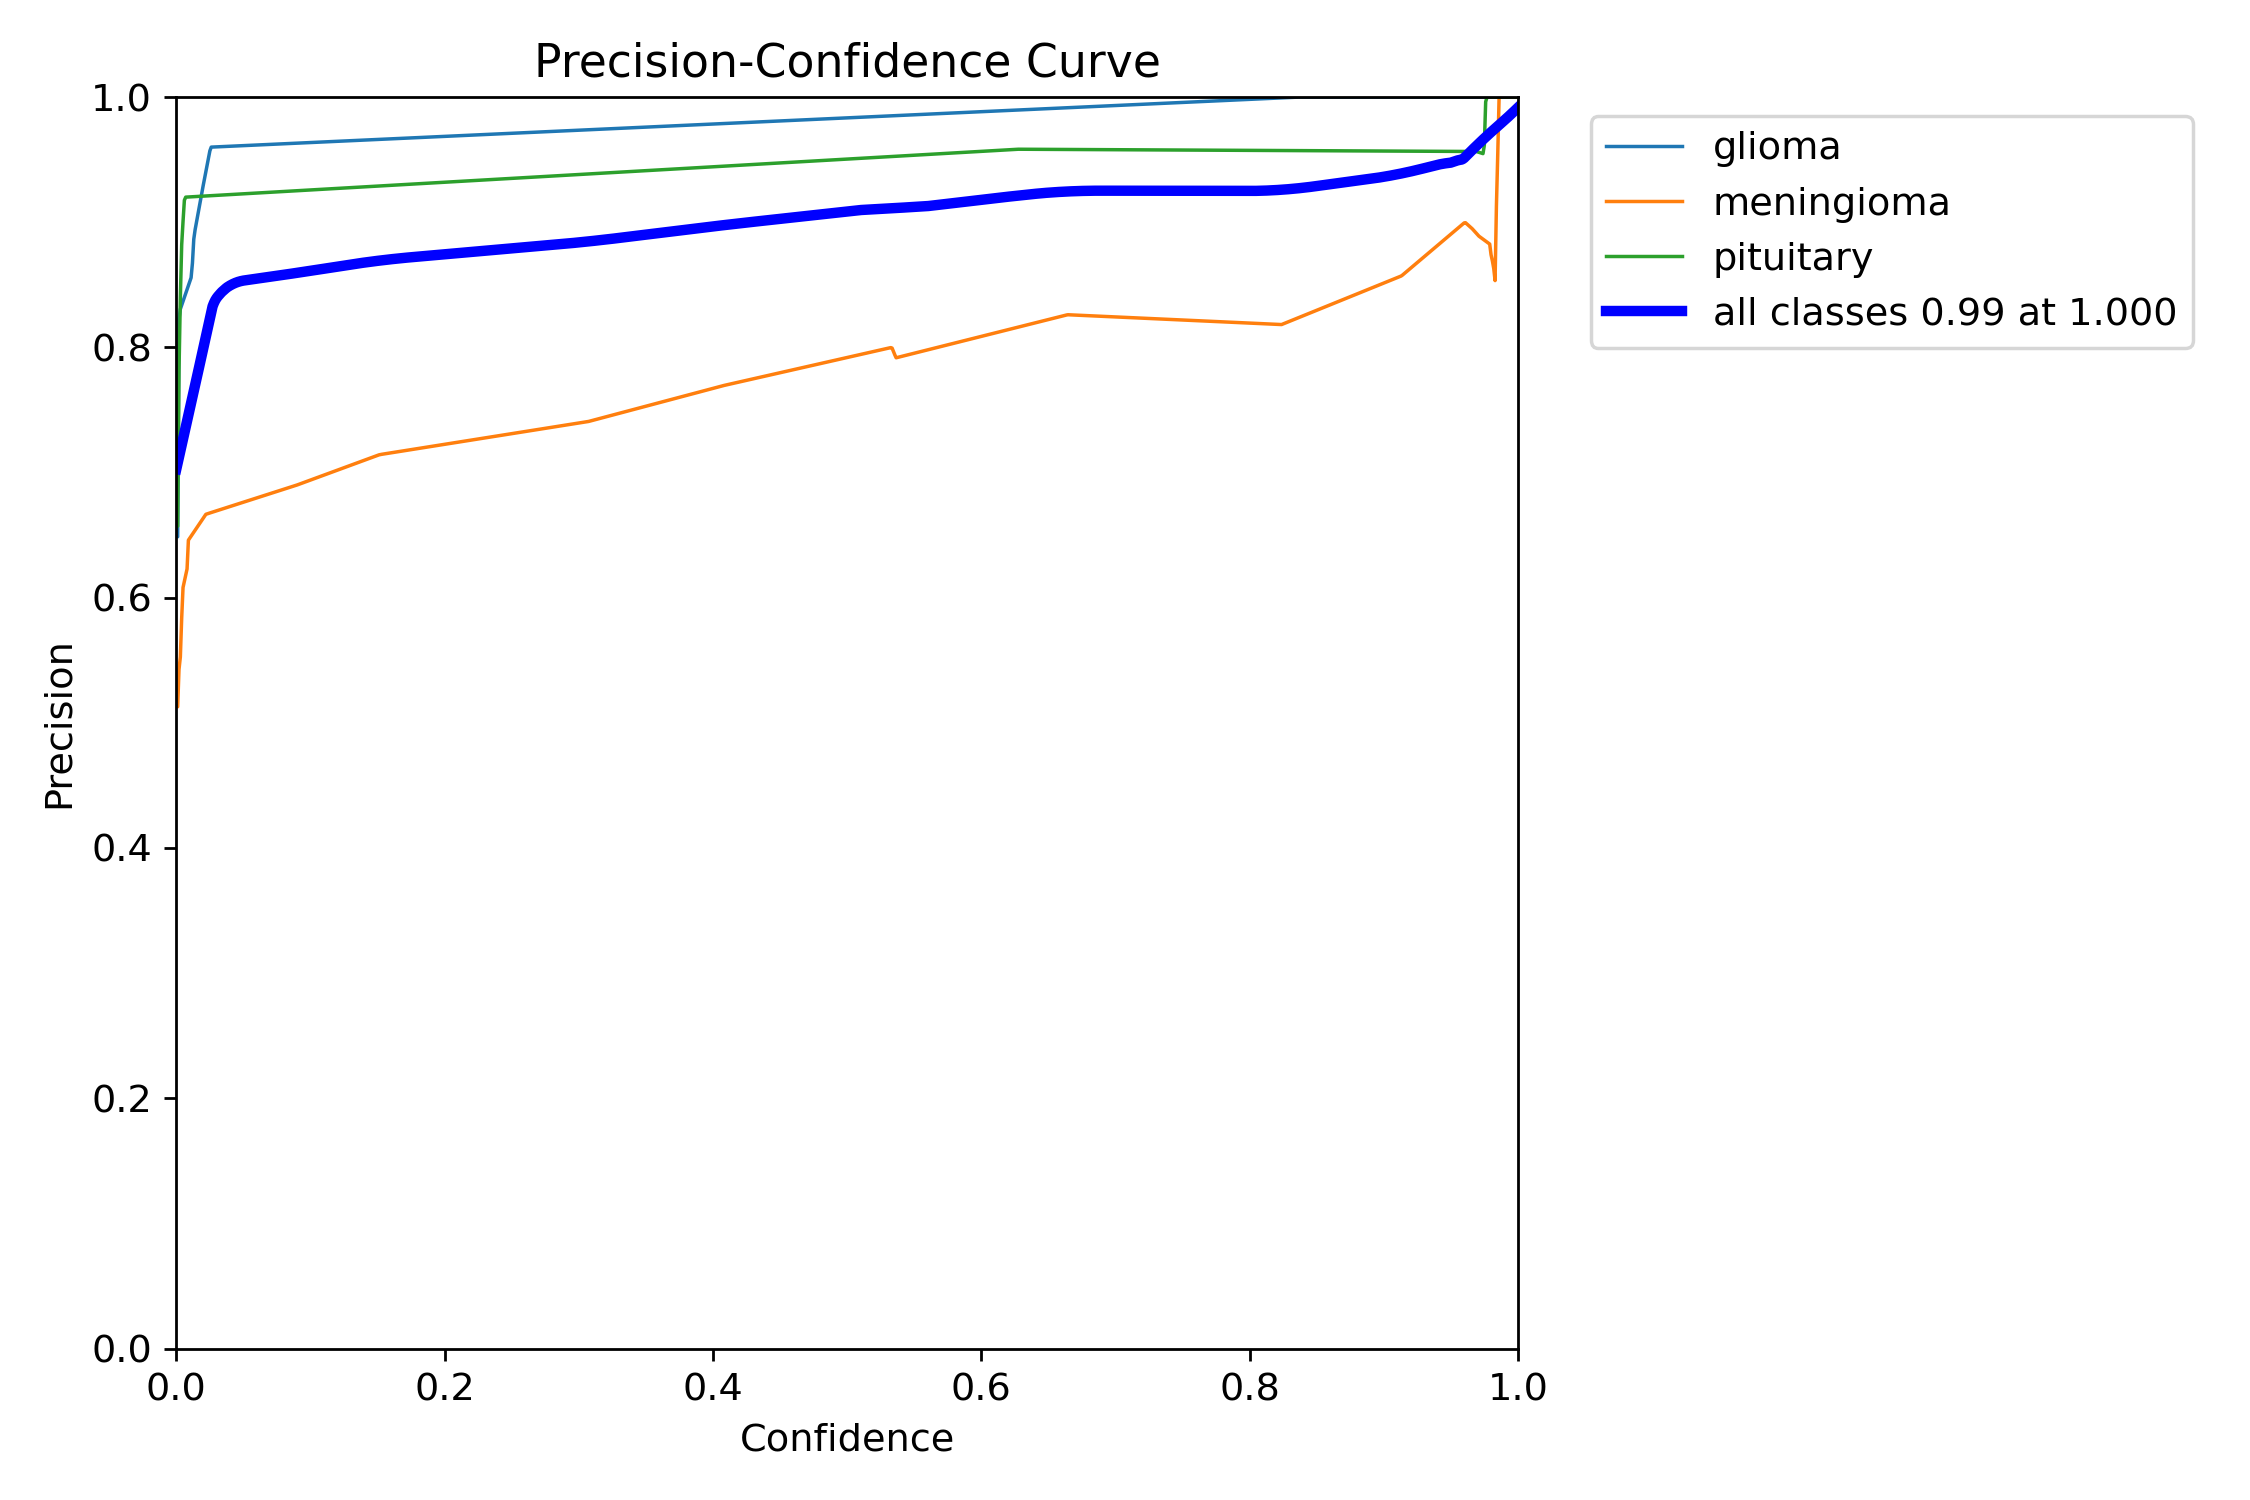 Precision-Confidence Curve
1.0
0.8
0.6
0.4
0.2
0.0
Precision
0.0 0.2 0.4 0.6 0.8 1.0
Confidence
glioma
meningioma
pituitary
all classes 0.99 at 1.000